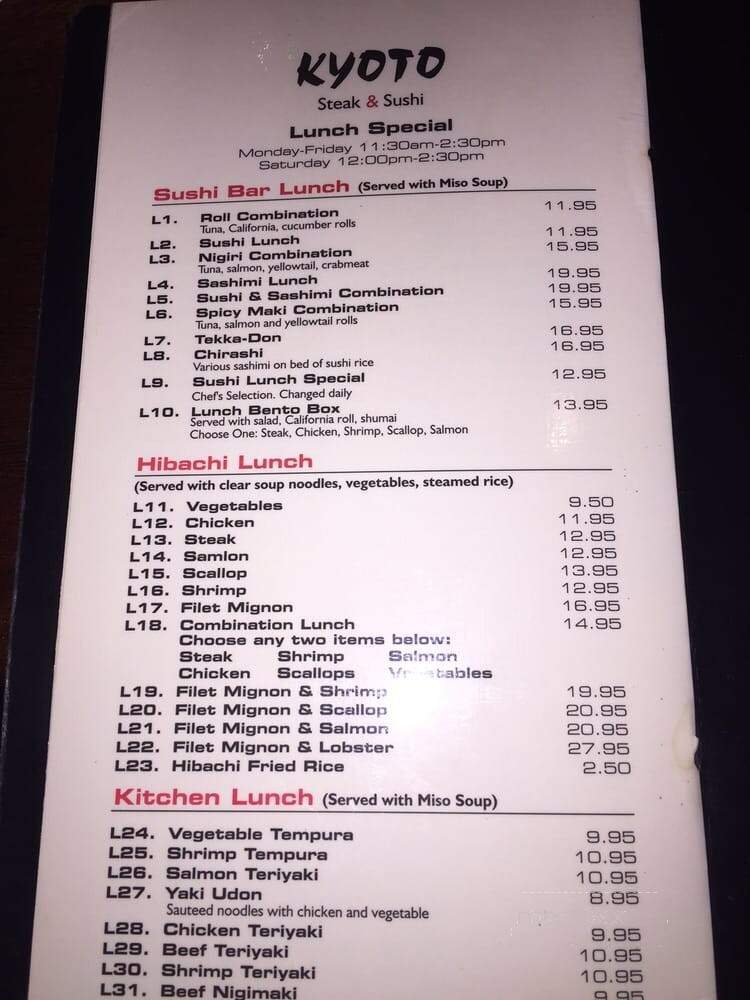 KYOTO
Steak & Sushi
Lunch Special
Monday-Friday 11:30am-2:30pm
Saturday 12:00pm-2:30pm
Sushi Bar Lunch (Served with Miso Soup)
L1. Roll Combination 11.95
Tuna, California, cucumber rolls
L2. Sushi Lunch 11.95
L3. Nigiri Combination 15.95
Tuna, salmon, yellowtail, crabmeat
L4. Sashimi Lunch 19.95
L5. Sushi & Sashimi Combination 19.95
L6. Spicy Maki Combination 15.95
Tuna, salmon and yellowtail rolls
L7. Tekka-Don 16.95
L8. Chirashi 16.95
Various sashimi on bed of sushi rice
L9. Sushi Lunch Special 12.95
Chef's Selection. Changed daily
L10. Lunch Bento Box 13.95
Served with salad, California roll, shumai
Choose One: Steak, Chicken, Shrimp, Scallop, Salmon
Hibachi Lunch
(Served with clear soup noodles, vegetables, steamed rice)
L11. Vegetables 9.50
L12. Chicken 11.95
L13. Steak 12.95
L14. Samlon 12.95
L15. Scallop 13.95
L16. Shrimp 12.95
L17. Filet Mignon 16.95
L18. Combination Lunch 14.95
Choose any two items below:
Steak Shrimp Salmon
Chicken Scallops Vegetables
L19. Filet Mignon & Shrimp 19.95
L20. Filet Mignon & Scallop 20.95
L21. Filet Mignon & Salmon 20.95
L22. Filet Mignon & Lobster 27.95
L23. Hibachi Fried Rice 2.50
Kitchen Lunch (Served with Miso Soup)
L24. Vegetable Tempura 9.95
L25. Shrimp Tempura 10.95
L26. Salmon Teriyaki 10.95
L27. Yaki Udon 8.95
Sauteed noodles with chicken and vegetable
L28. Chicken Teriyaki 9.95
L29. Beef Teriyaki 10.95
L30. Shrimp Teriyaki 10.95
L31. Beef Nigimaki 9.95